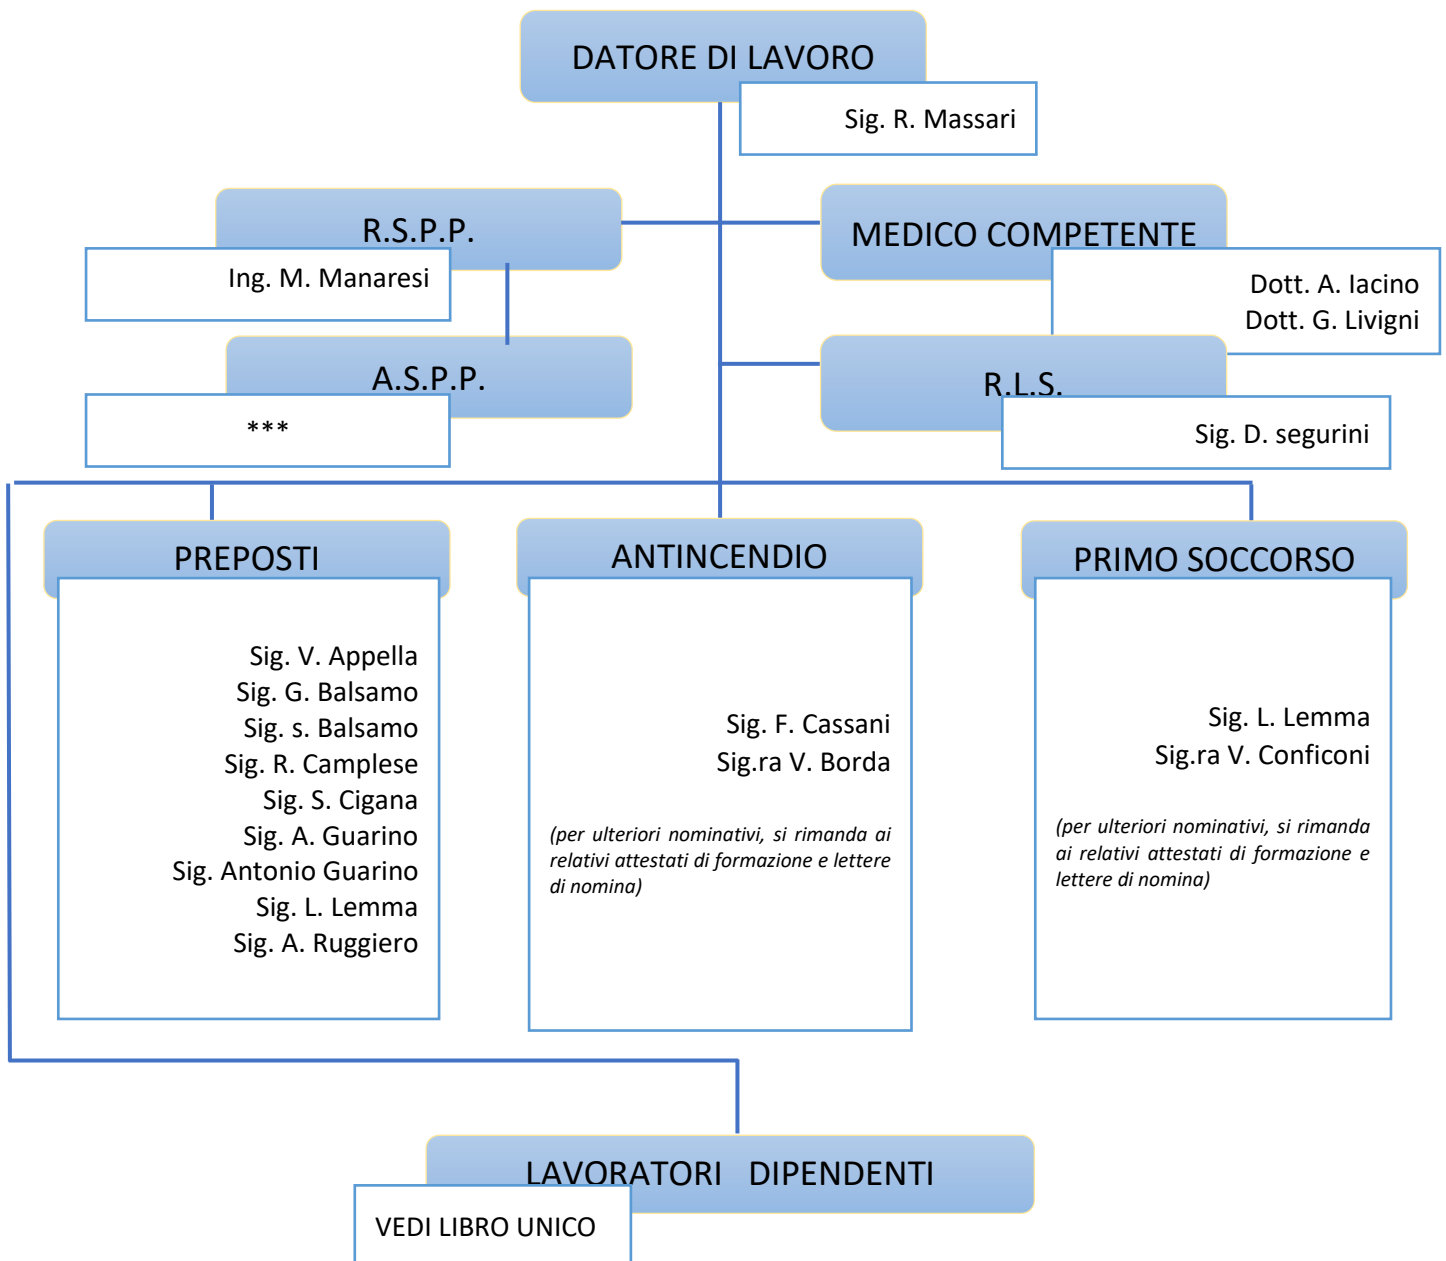 DATORE DI LAVORO
Sig. R. Massari
R.S.P.P.
Ing. M. Manaresi
MEDICO COMPETENTE
Dott. A. Iacino
Dott. G. Livigni
A.S.P.P.
***
R.L.S.
Sig. D. segurini
PREPOSTI
Sig. V. Appella
Sig. G. Balsamo
Sig. s. Balsamo
Sig. R. Camplese
Sig. S. Cigana
Sig. A. Guarino
Sig. Antonio Guarino
Sig. L. Lemma
Sig. A. Ruggiero
ANTINCENDIO
Sig. F. Cassani
Sig.ra V. Borda
(per ulteriori nominativi, si rimanda ai
relativi attestati di formazione e lettere
di nomina)
PRIMO SOCCORSO
Sig. L. Lemma
Sig.ra V. Conficoni
(per ulteriori nominativi, si rimanda
ai relativi attestati di formazione e
lettere di nomina)
LAVORATORI DIPENDENTI
VEDI LIBRO UNICO